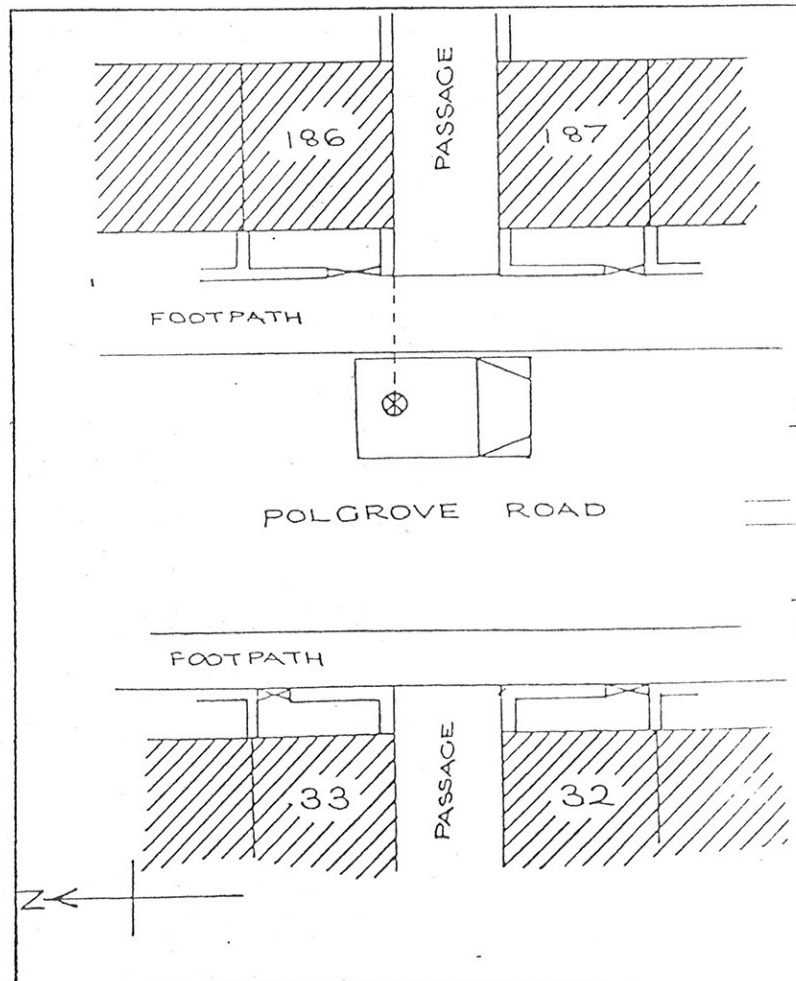 PASSAGE
186
187
FOOTPATH
POLGROVE ROAD
FOOTPATH
PASSAGE
33
32
N